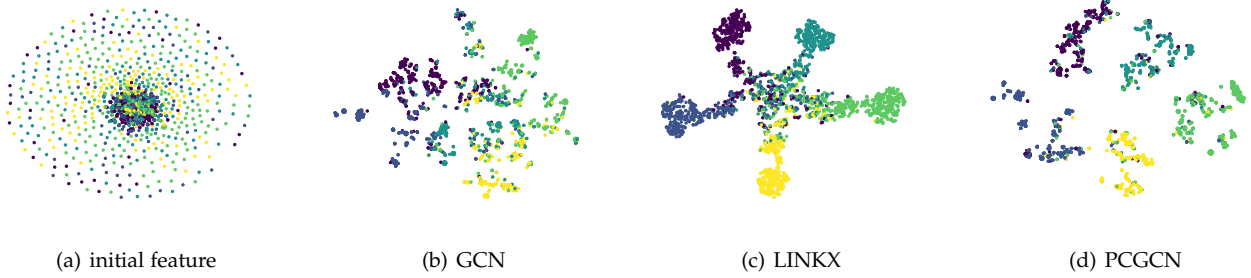 (a) initial feature
(b) GCN
(c) LINKX
(d) PCGCN